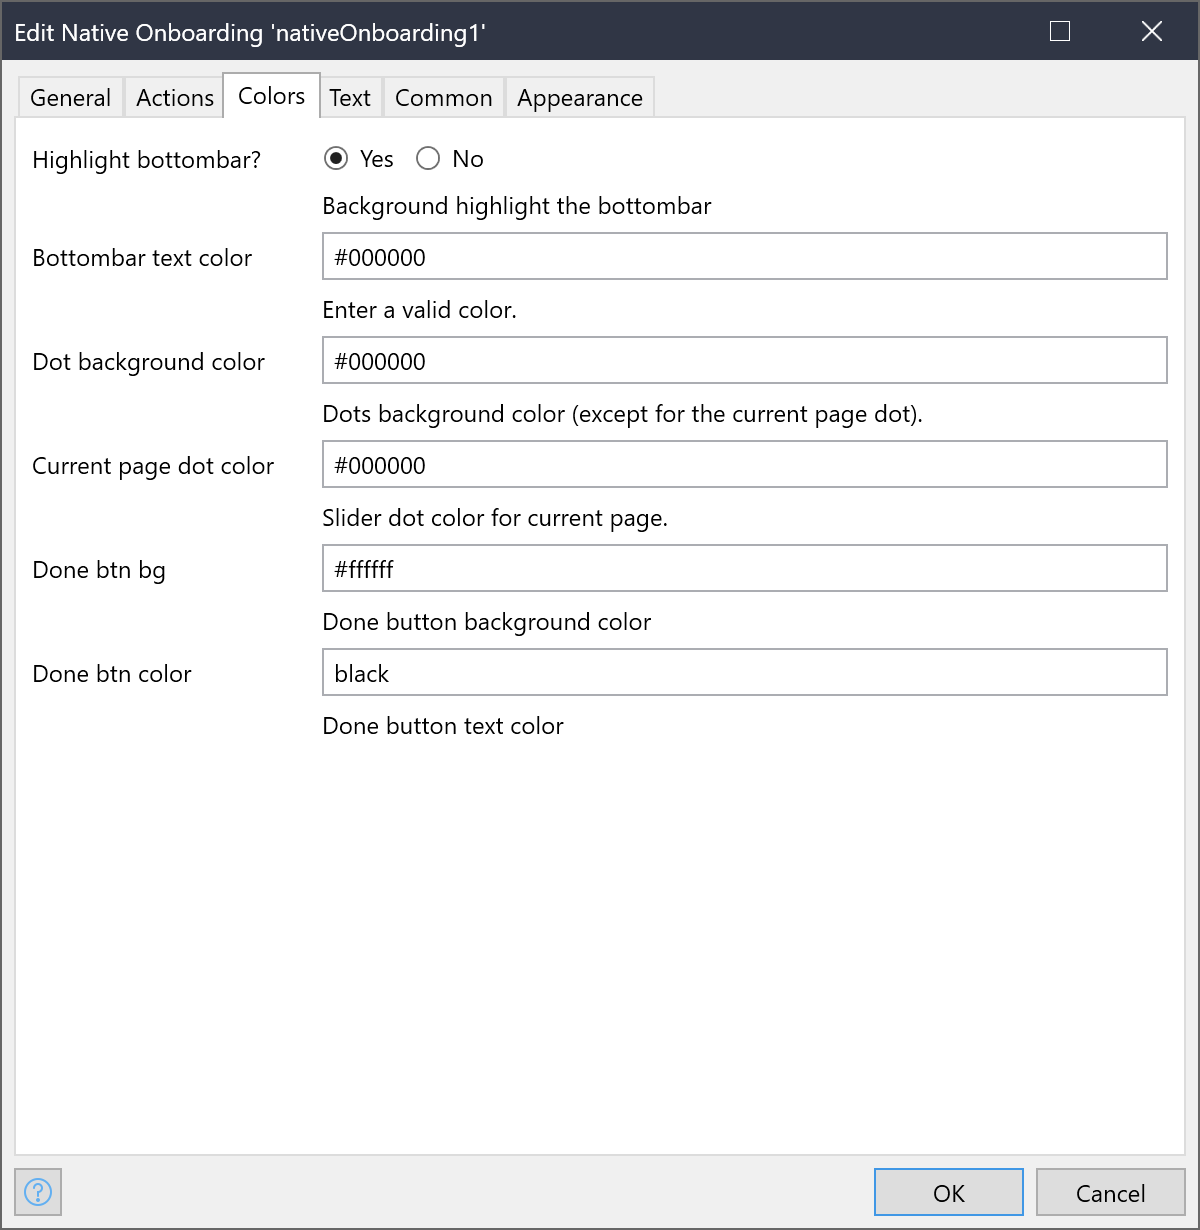 Edit Native Onboarding 'nativeOnboarding1'
General Actions Colors Text Common Appearance
Highlight bottombar? Yes No
Background highlight the bottombar
Bottombar text color #000000
Enter a valid color.
Dot background color #000000
Dots background color (except for the current page dot).
Current page dot color #000000
Slider dot color for current page.
Done btn bg #ffffff
Done button background color
Done btn color black
Done button text color
? OK Cancel